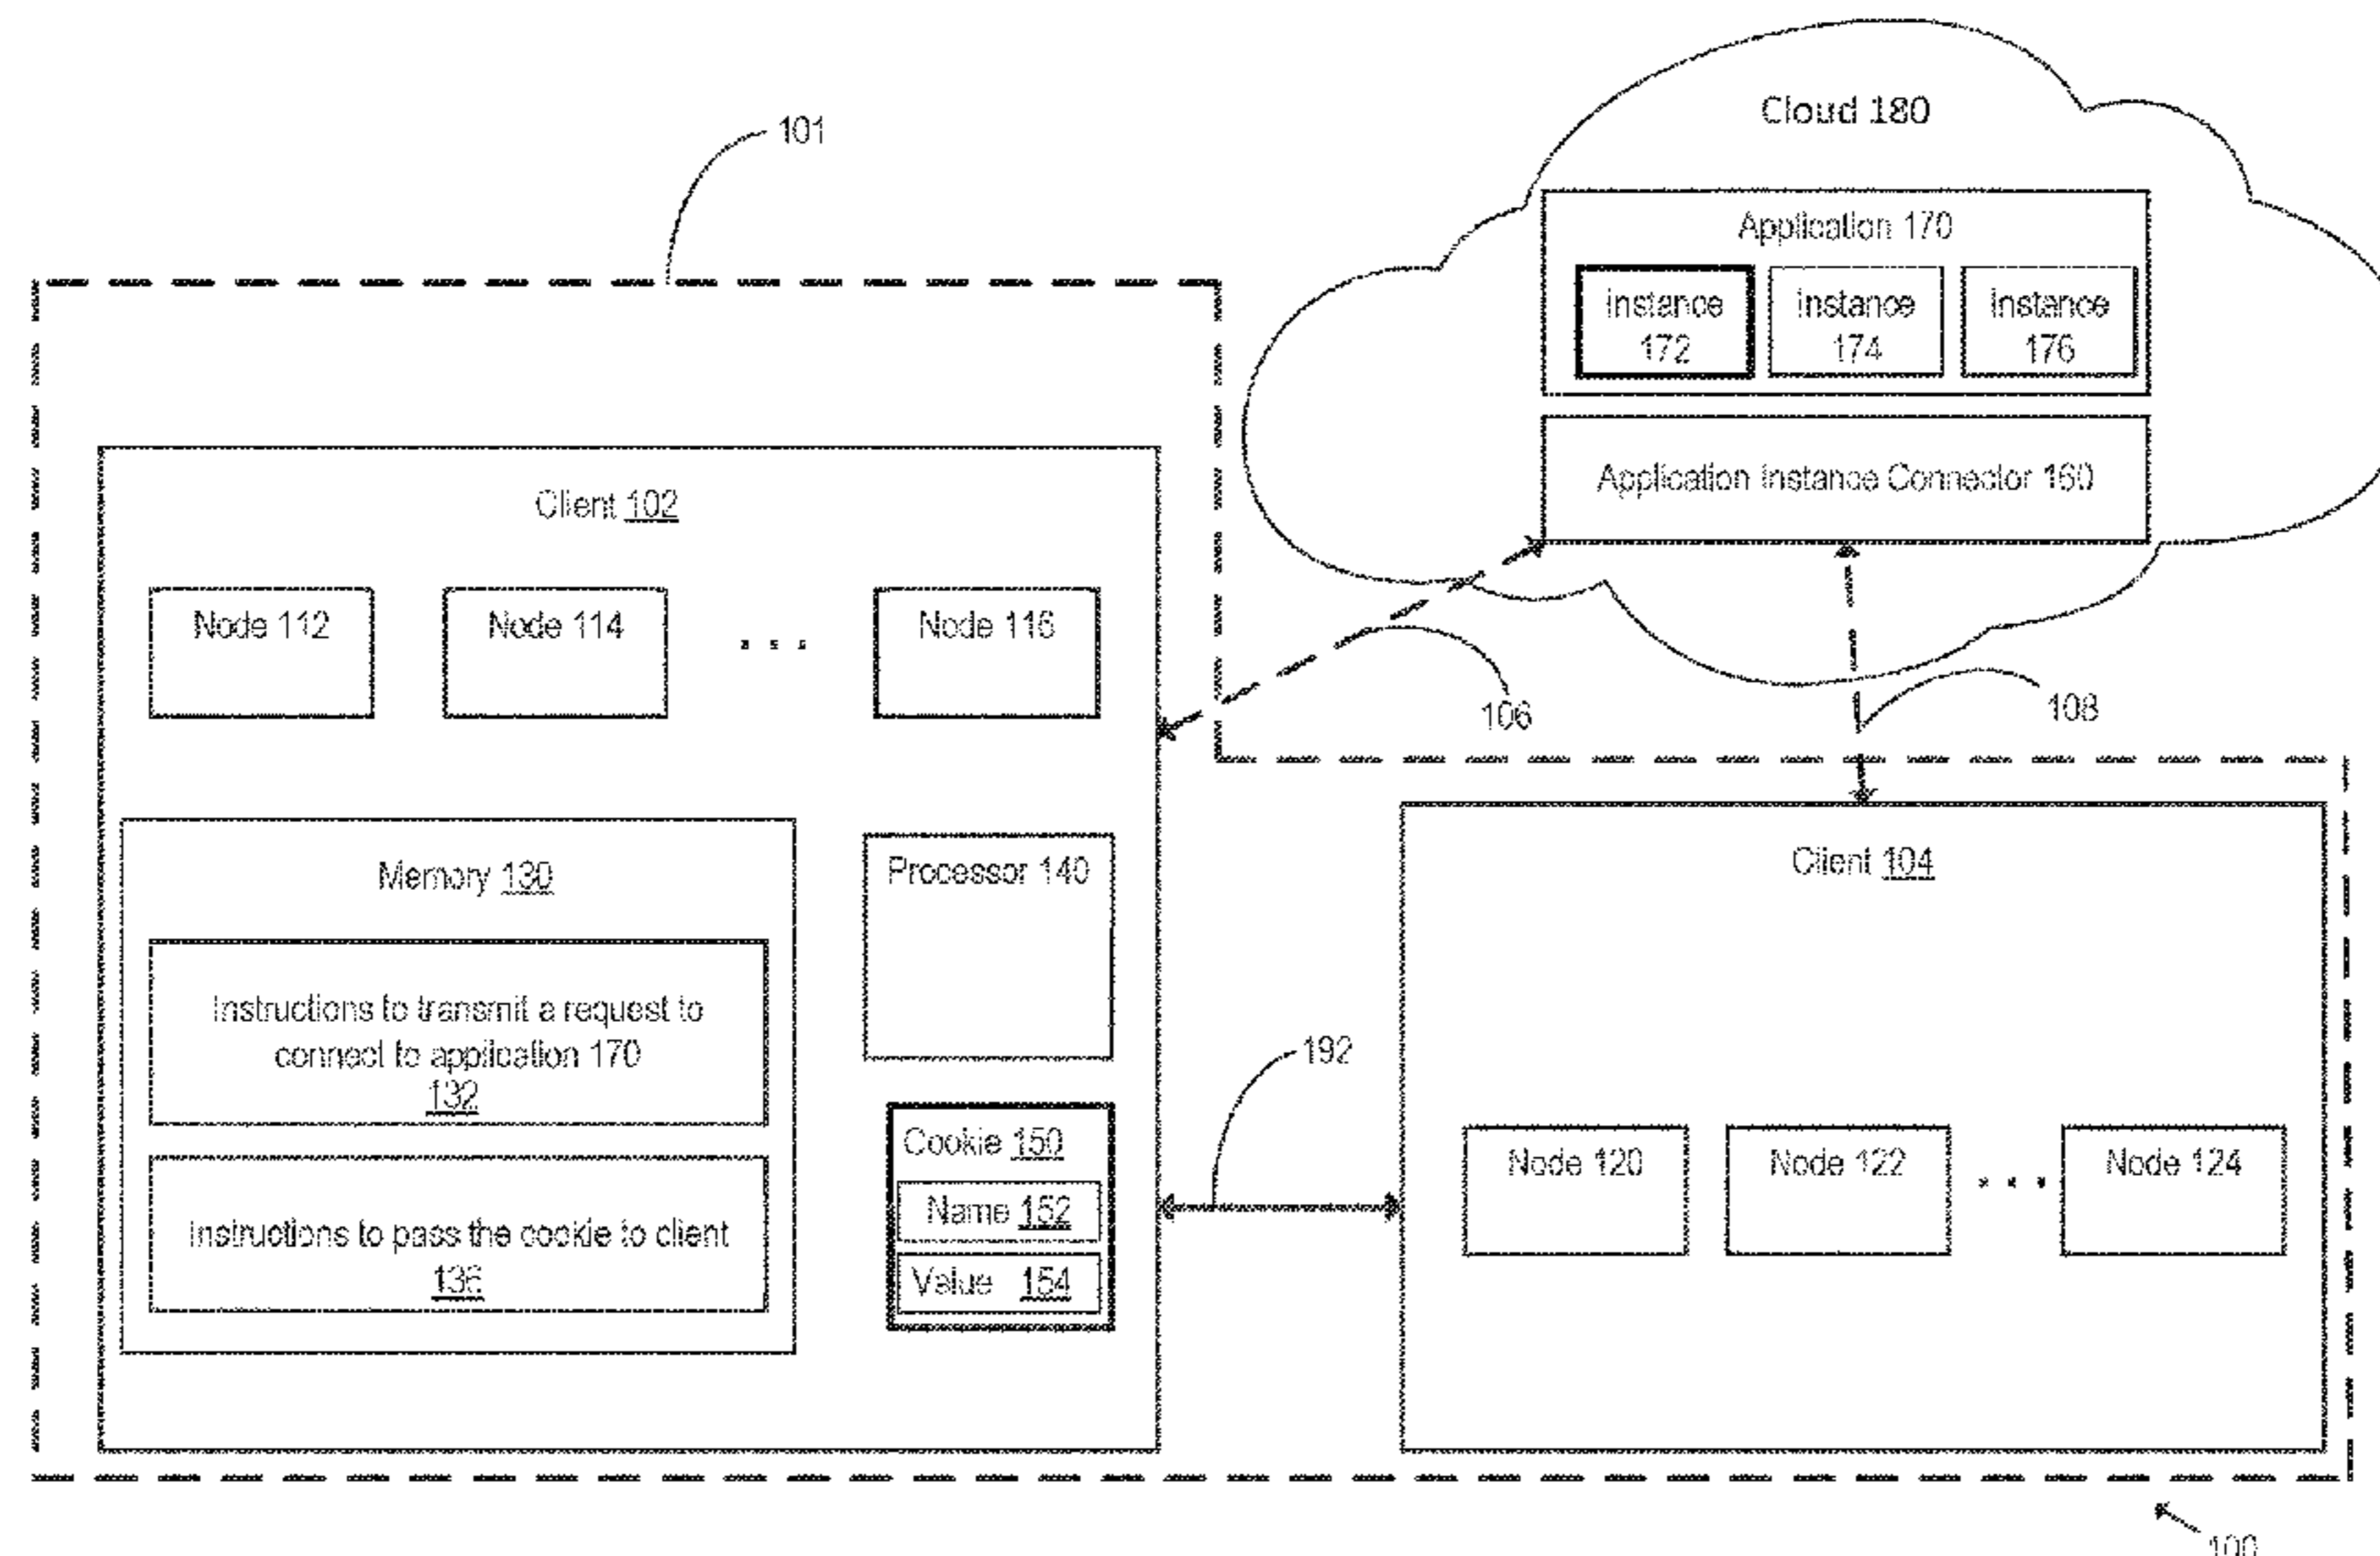 101
Cloud 180
Application 170
Instance
172
Instance
174
Instance
176
Application Instance Connector 160
Client 102
Node 112
Node 114
. . .
Node 116
106
108
Memory 130
Instructions to transmit a request to
connect to application 170
132
Instructions to pass the cookie to client
136
Processor 140
Cookie 150
Name 152
Value 154
192
Client 104
Node 120
Node 122
. . .
Node 124
100